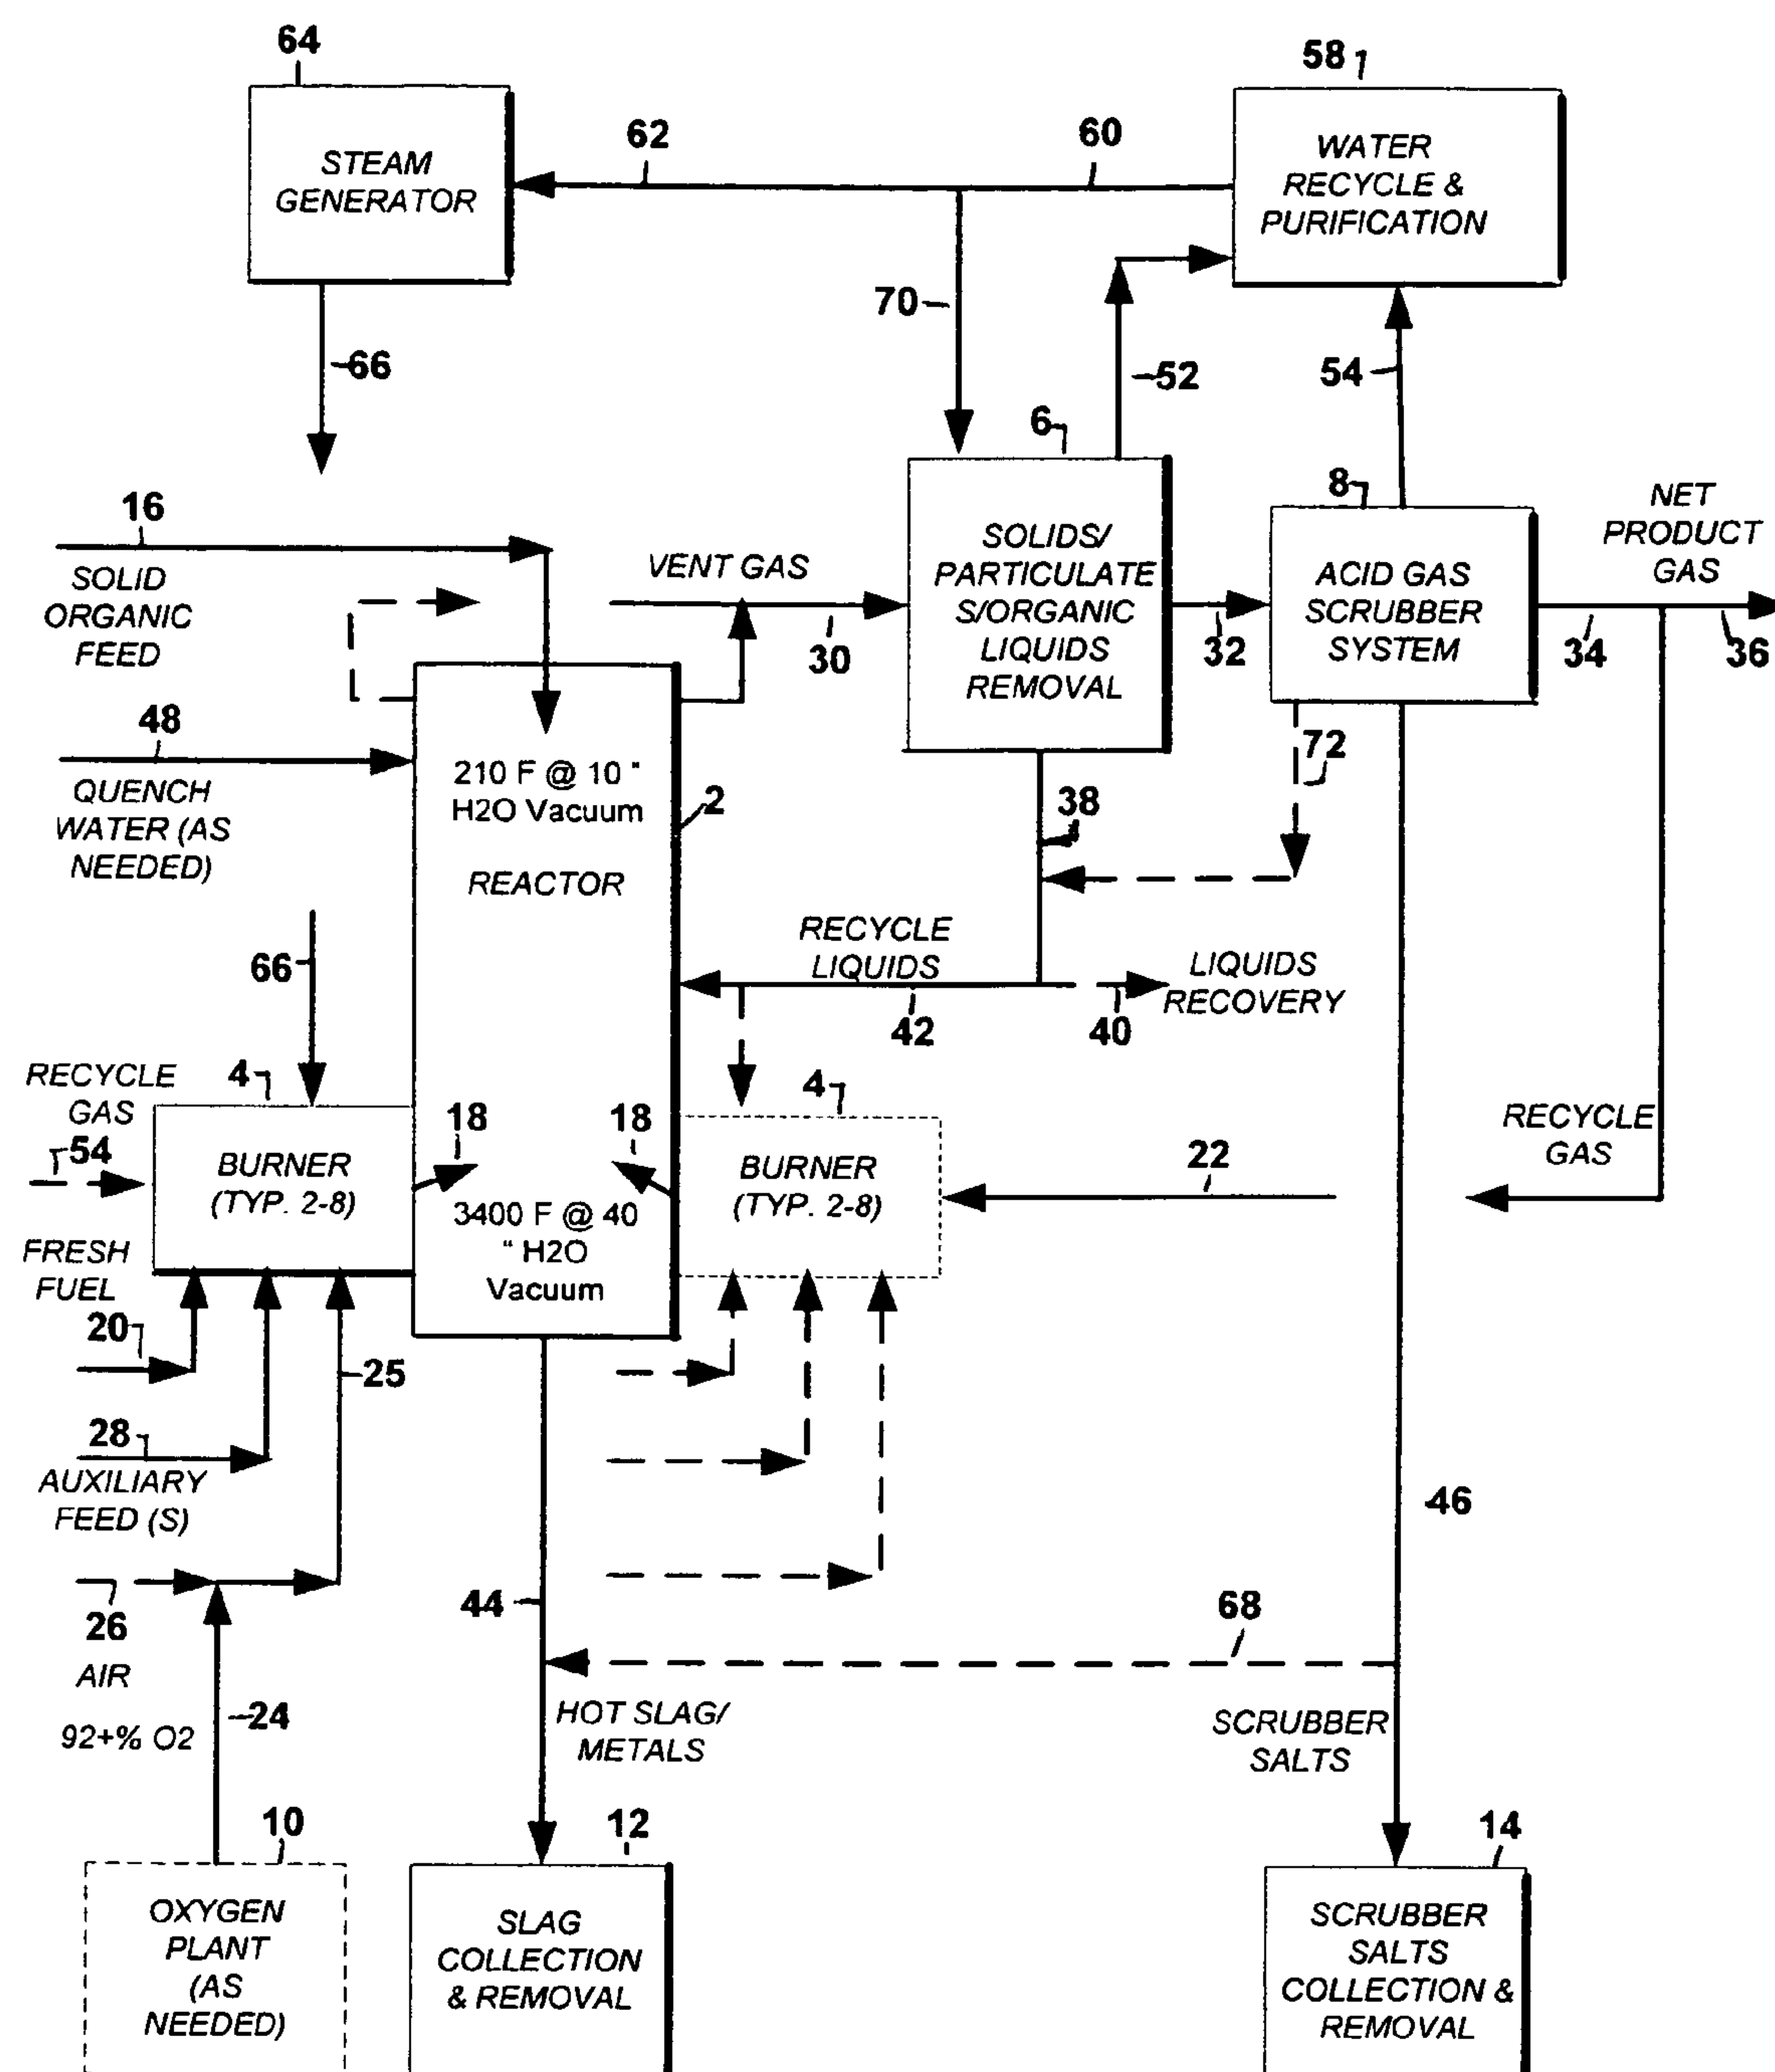 64
STEAM
GENERATOR
62
60
58
WATER
RECYCLE &
PURIFICATION
66
70
52
54
6
8
16
SOLID
ORGANIC
FEED
VENT GAS
30
SOLIDS/
PARTICULATE
S/ORGANIC
LIQUIDS
REMOVAL
32
ACID GAS
SCRUBBER
SYSTEM
NET
PRODUCT
GAS
34
36
48
QUENCH
WATER (AS
NEEDED)
210 F @ 10 "
H2O Vacuum
2
REACTOR
38
72
RECYCLE
LIQUIDS
42
40
LIQUIDS
RECOVERY
66
RECYCLE
GAS
54
4
BURNER
(TYP. 2-8)
18
18
3400 F @ 40
“ H2O
Vacuum
4
BURNER
(TYP. 2-8)
22
RECYCLE
GAS
FRESH
FUEL
20
25
28
AUXILIARY
FEED (S)
26
AIR
92+% O2
24
44
46
68
HOT SLAG/
METALS
SCRUBBER
SALTS
10
OXYGEN
PLANT
(AS
NEEDED)
12
SLAG
COLLECTION
& REMOVAL
14
SCRUBBER
SALTS
COLLECTION &
REMOVAL